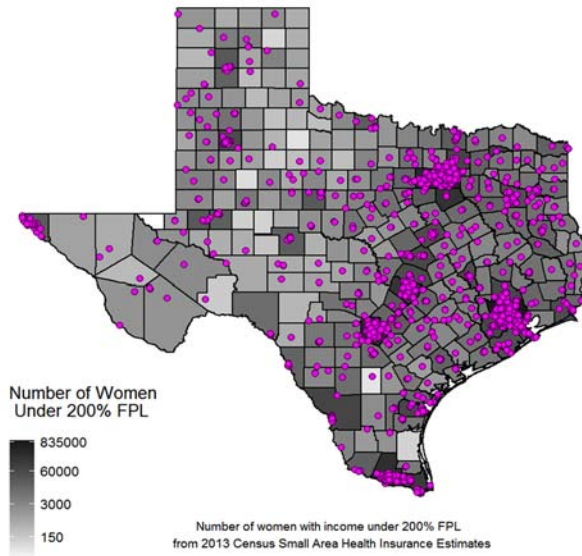 Number of Women
Under 200% FPL
835000
60000
3000
150
Number of women with income under 200% FPL
from 2013 Census Small Area Health Insurance Estimates